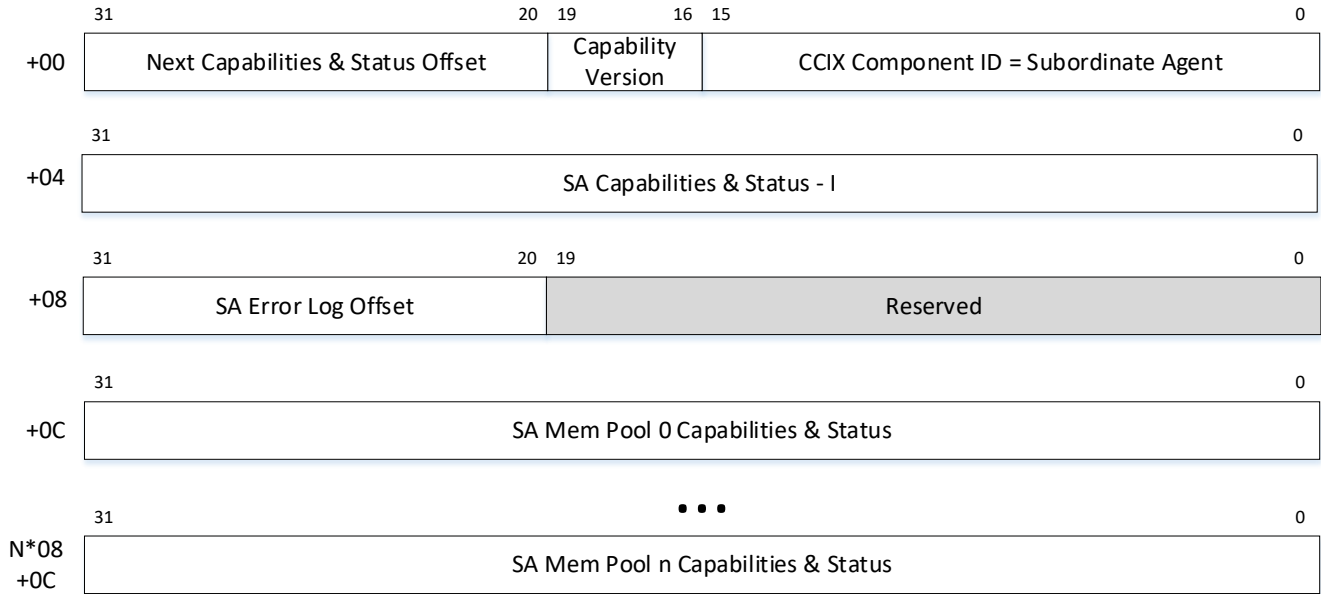 31 20 19 16 15 0
+00 Next Capabilities & Status Offset Capability Version CCIX Component ID = Subordinate Agent
31 0
+04 SA Capabilities & Status - I
31 20 19 0
+08 SA Error Log Offset Reserved
31 0
+0C SA Mem Pool 0 Capabilities & Status
...
31 0
N*08
+0C SA Mem Pool n Capabilities & Status